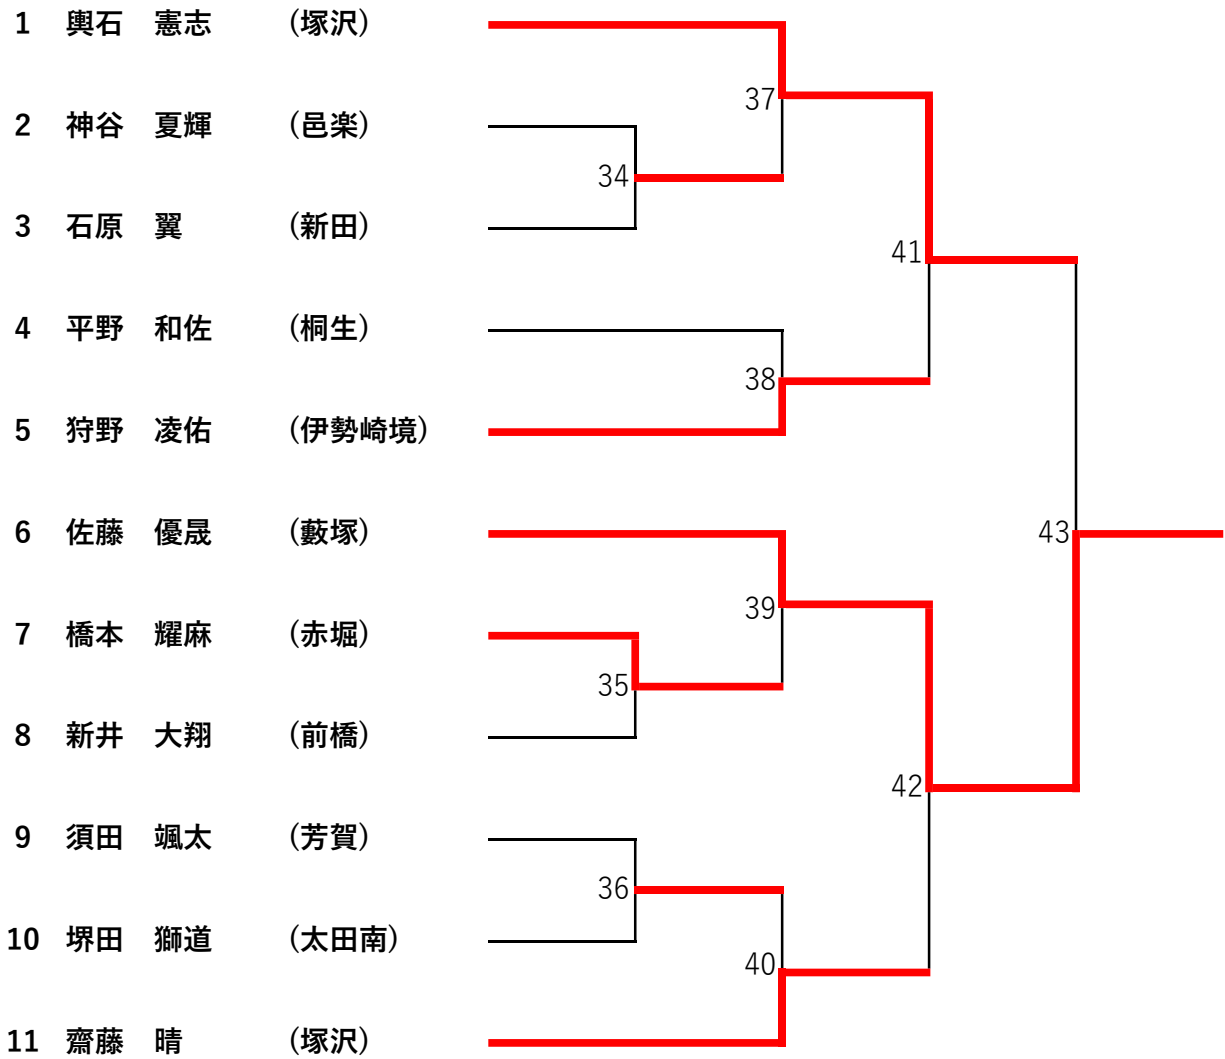 1 輿石 憲志 (塚沢)
37
2 神谷 夏輝 (邑楽)
34
3 石原 翼 (新田)
41
4 平野 和佐 (桐生)
38
5 狩野 凌佑 (伊勢崎境)
6 佐藤 優晟 (藪塚)
43
39
7 橋本 耀麻 (赤堀)
35
8 新井 大翔 (前橋)
42
9 須田 颯太 (芳賀)
36
10 堺田 獅道 (太田南)
40
11 齋藤 晴 (塚沢)